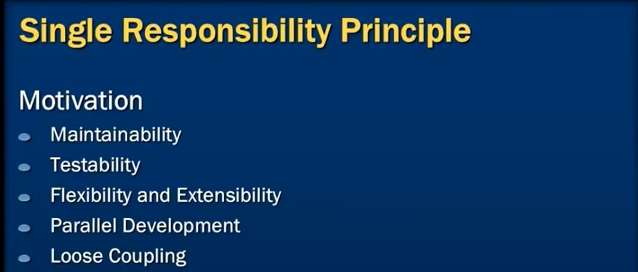 Single Responsibility Principle
Motivation
Maintainability
Testability
Flexibility and Extensibility
Parallel Development
Loose Coupling